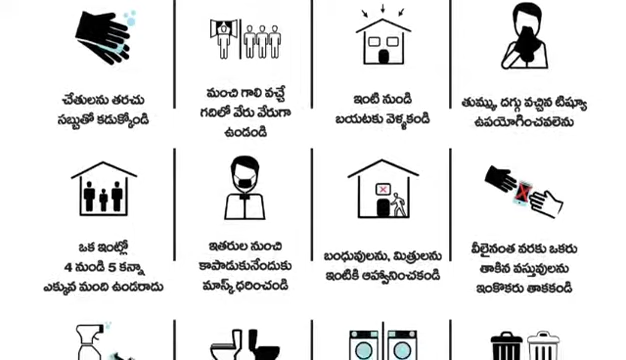 చేతులను తరచు
సబ్బుతో కడుక్కోండి
మంచి గాలి వచ్చే
గదిలో వేరు వేరుగా
ఉండండి
ఇంటి నుండి
బయటకు వెళ్ళకండి
తుమ్ము, దగ్గు వచ్చిన టిష్యూ
ఉపయోగించవలెను
ఒక ఇంట్లో
4 నుండి 5 కన్నా
ఎక్కువ మంది ఉండరాదు
ఇతరుల నుంచి
కాపాడుకునేందుకు
మాస్క్ ధరించండి
బంధువులను, మిత్రులను
ఇంటికి ఆహ్వానించకండి
వీలైనంత వరకు ఒకరు
తాకిన వస్తువులను
ఇంకొకరు తాకకండి